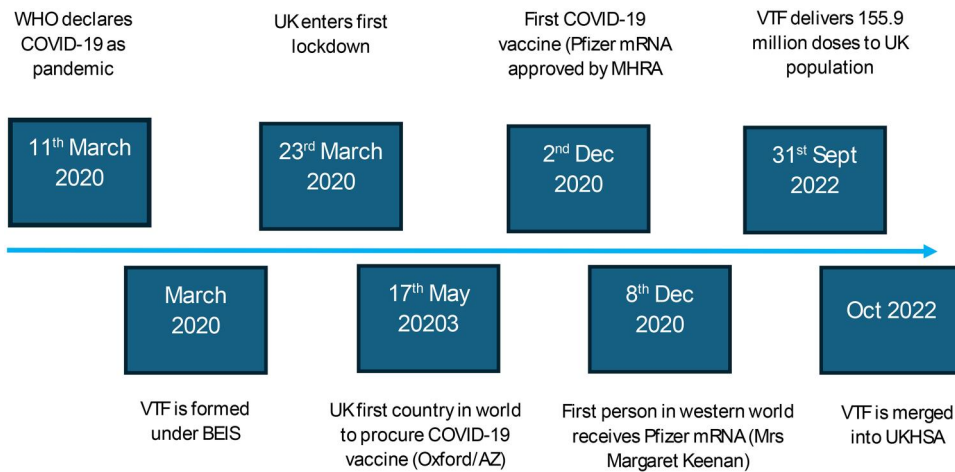 WHO declares
COVID-19 as
pandemic
UK enters first
lockdown
First COVID-19
vaccine (Pfizer mRNA
approved by MHRA
VTF delivers 155.9
million doses to UK
population
11th March
2020
23rd March
2020
2nd Dec
2020
31st Sept
2022
March
2020
17th May
20203
8th Dec
2020
Oct 2022
VTF is formed
under BEIS
UK first country in world
to procure COVID-19
vaccine (Oxford/AZ)
First person in western world
receives Pfizer mRNA (Mrs
Margaret Keenan)
VTF is merged
into UKHSA